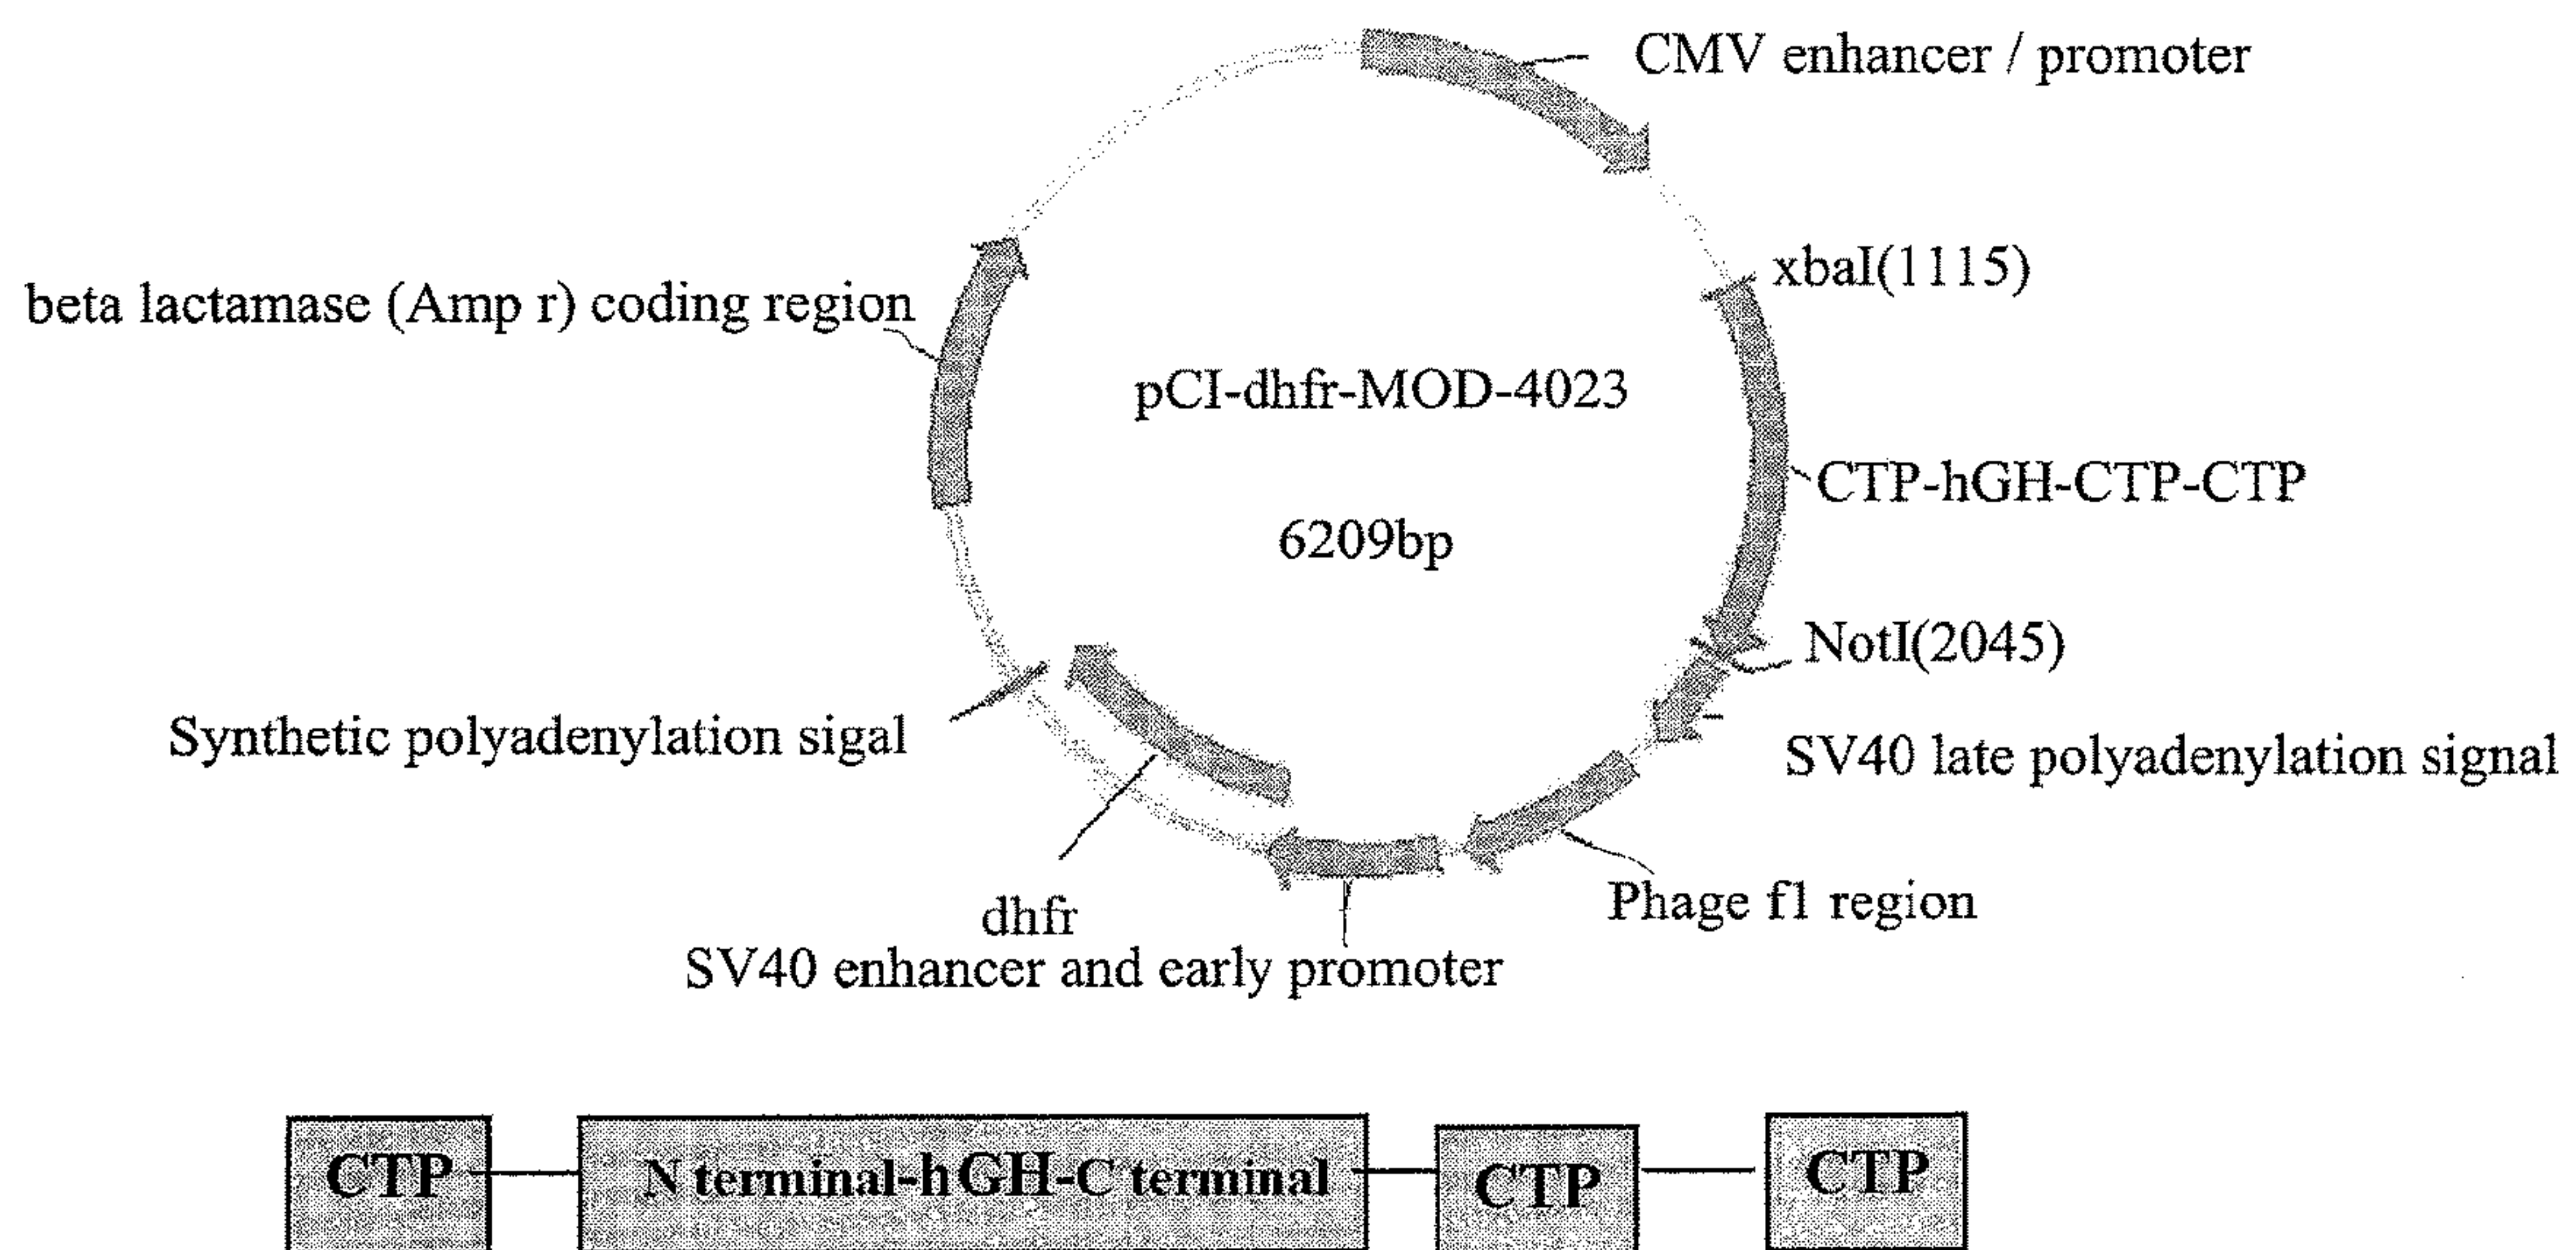 CMV enhancer / promoter
xbaI(1115)
beta lactamase (Amp r) coding region
pCI-dhfr-MOD-4023
CTP-hGH-CTP-CTP
6209bp
NotI(2045)
Synthetic polyadenylation sigal
SV40 late polyadenylation signal
Phage f1 region
dhfr
SV40 enhancer and early promoter
CTP
N terminal-hGH-C terminal
CTP
CTP